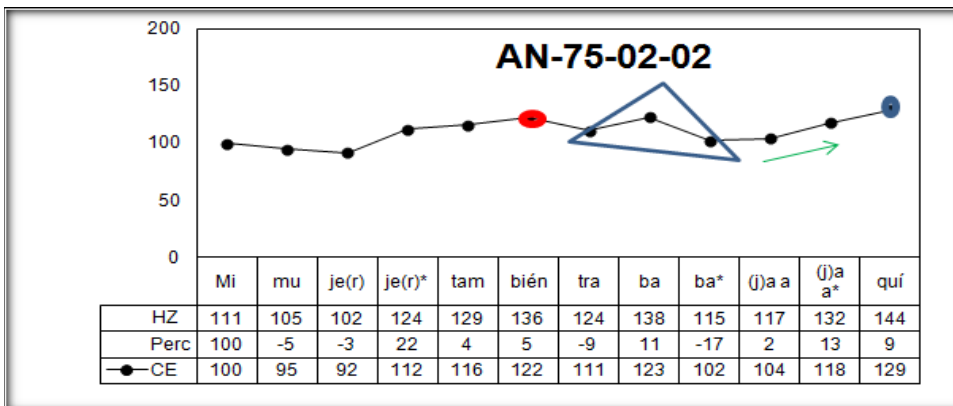 AN-75-02-02
200
150
100
50
0
Mi mu je(r) je(r)* tam bién tra ba ba* (j)a a (j)a a* quí
HZ 111 105 102 124 129 136 124 138 115 117 132 144
Perc 100 -5 -3 22 4 5 -9 11 -17 2 13 9
CE 100 95 92 112 116 122 111 123 102 104 118 129